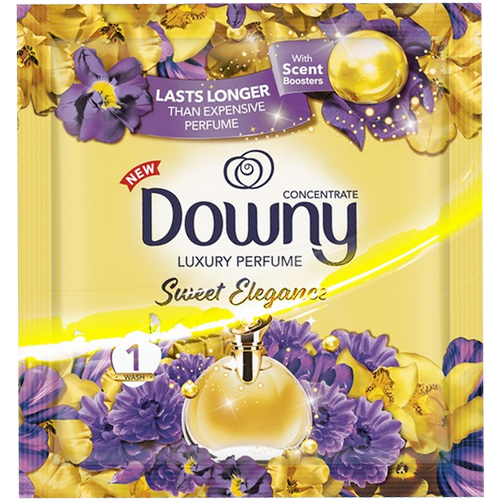 LASTS LONGER
THAN EXPENSIVE
PERFUME
With
Scent
Boosters
NEW
CONCENTRATE
Downy
LUXURY PERFUME
Sweet Elegance
1
WASH